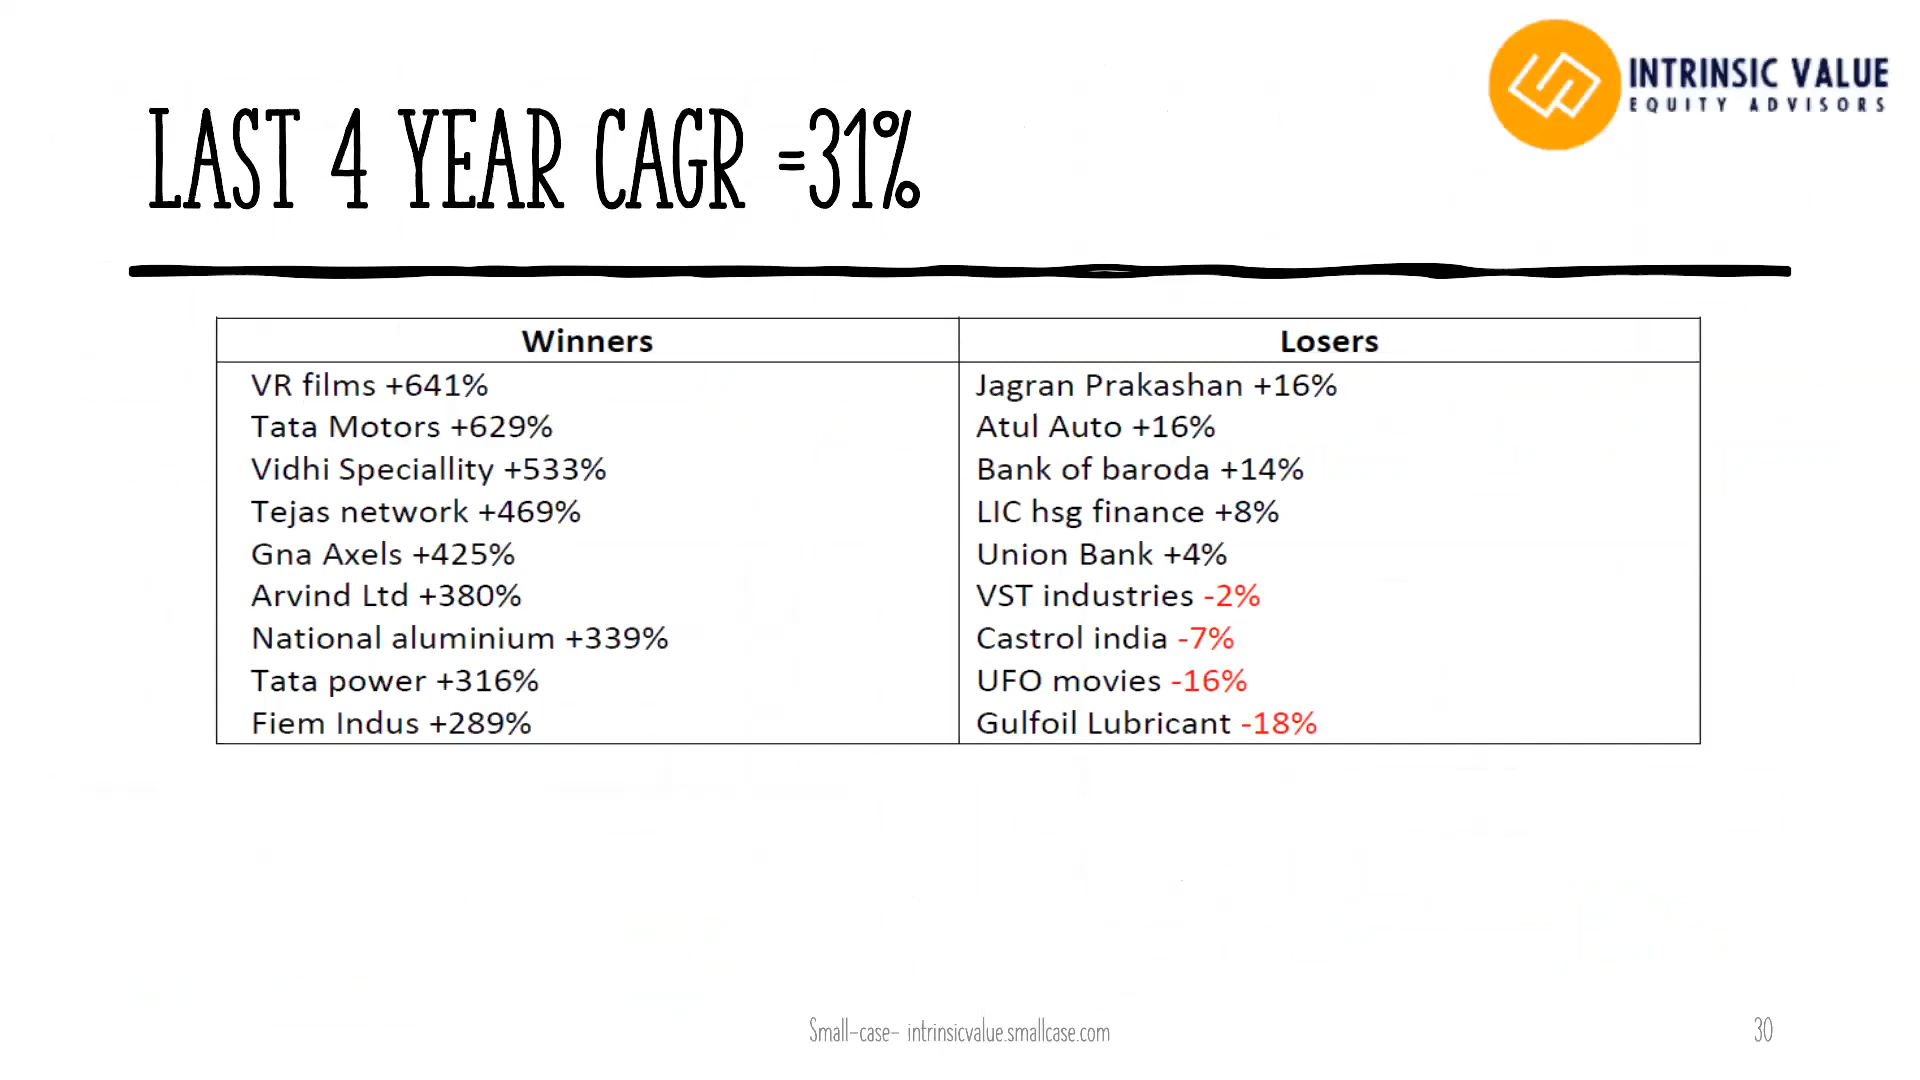 INTRINSIC VALUE
EQUITY ADVISORS
LAST 4 YEAR CAGR =31%
Winners
VR films +641%
Tata Motors +629%
Vidhi Speciallity +533%
Tejas network +469%
Gna Axels +425%
Arvind Ltd +380%
National aluminium +339%
Tata power +316%
Fiem Indus +289%
Losers
Jagran Prakashan +16%
Atul Auto +16%
Bank of baroda +14%
LIC hsg finance +8%
Union Bank +4%
VST industries -2%
Castrol india -7%
UFO movies -16%
Gulfoil Lubricant -18%
Small-case- intrinsicvalue.smallcase.com
30